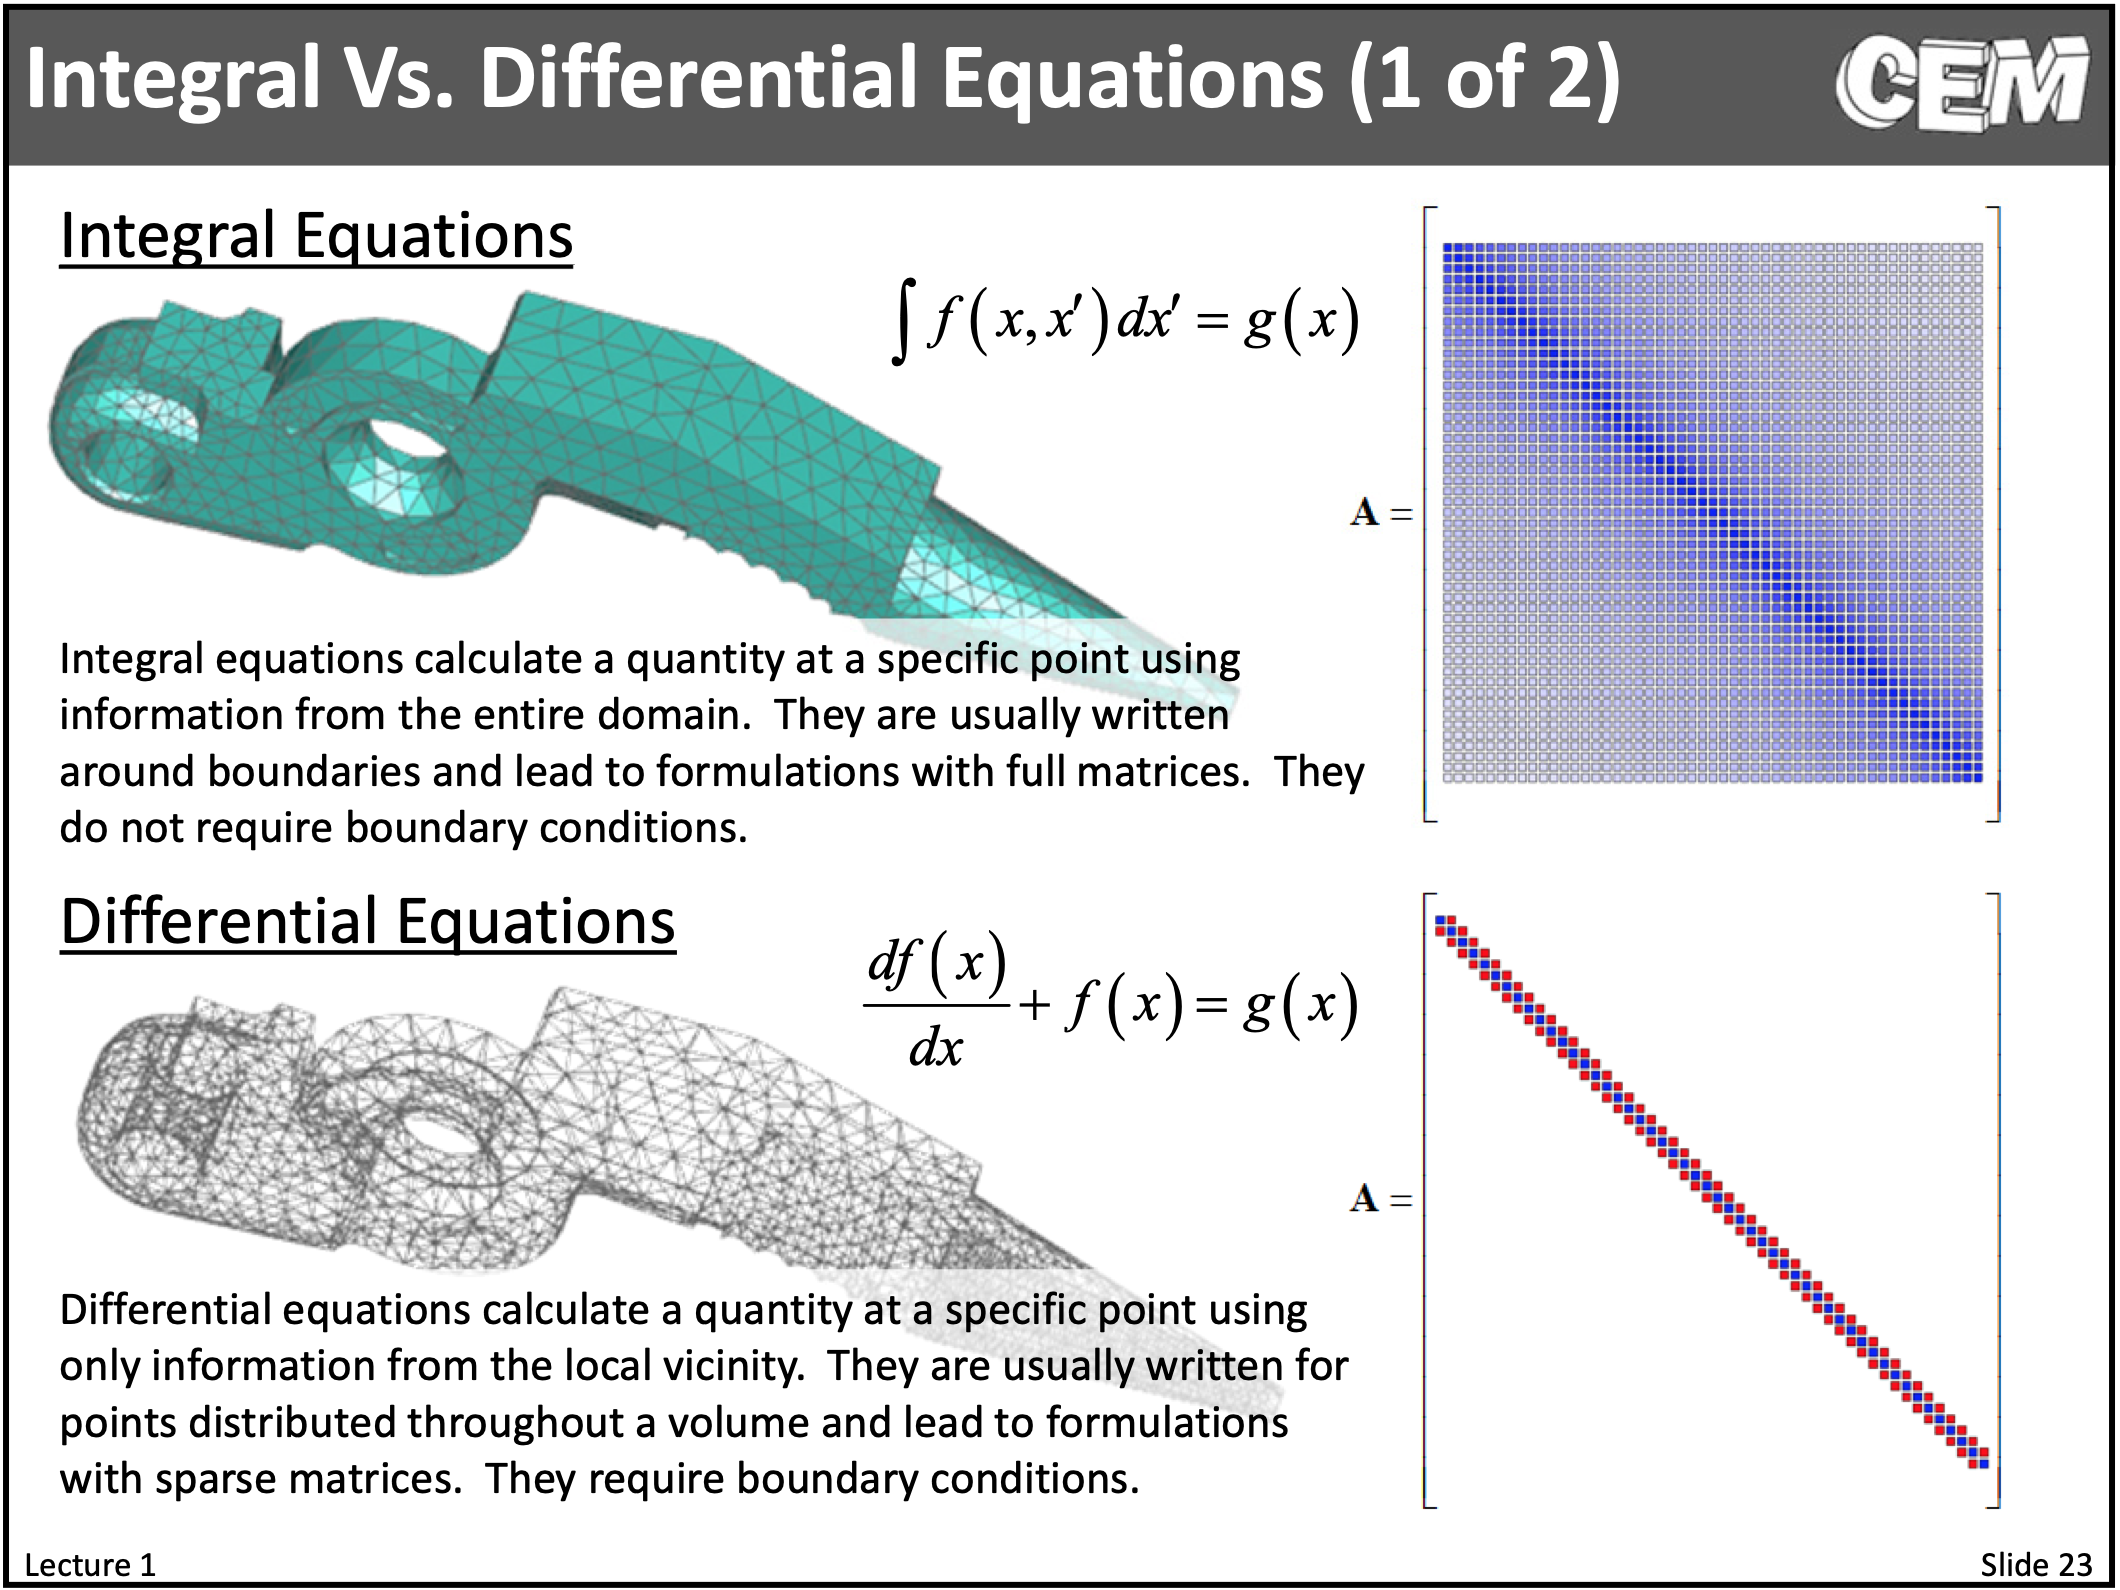 Integral Vs. Differential Equations (1 of 2)
CEM
Integral Equations
∫ f(x,x′)dx′ = g(x)
A =
Integral equations calculate a quantity at a specific point using
information from the entire domain. They are usually written
around boundaries and lead to formulations with full matrices. They
do not require boundary conditions.
Differential Equations
df(x)/dx + f(x) = g(x)
A =
Differential equations calculate a quantity at a specific point using
only information from the local vicinity. They are usually written for
points distributed throughout a volume and lead to formulations
with sparse matrices. They require boundary conditions.
Lecture 1
Slide 23